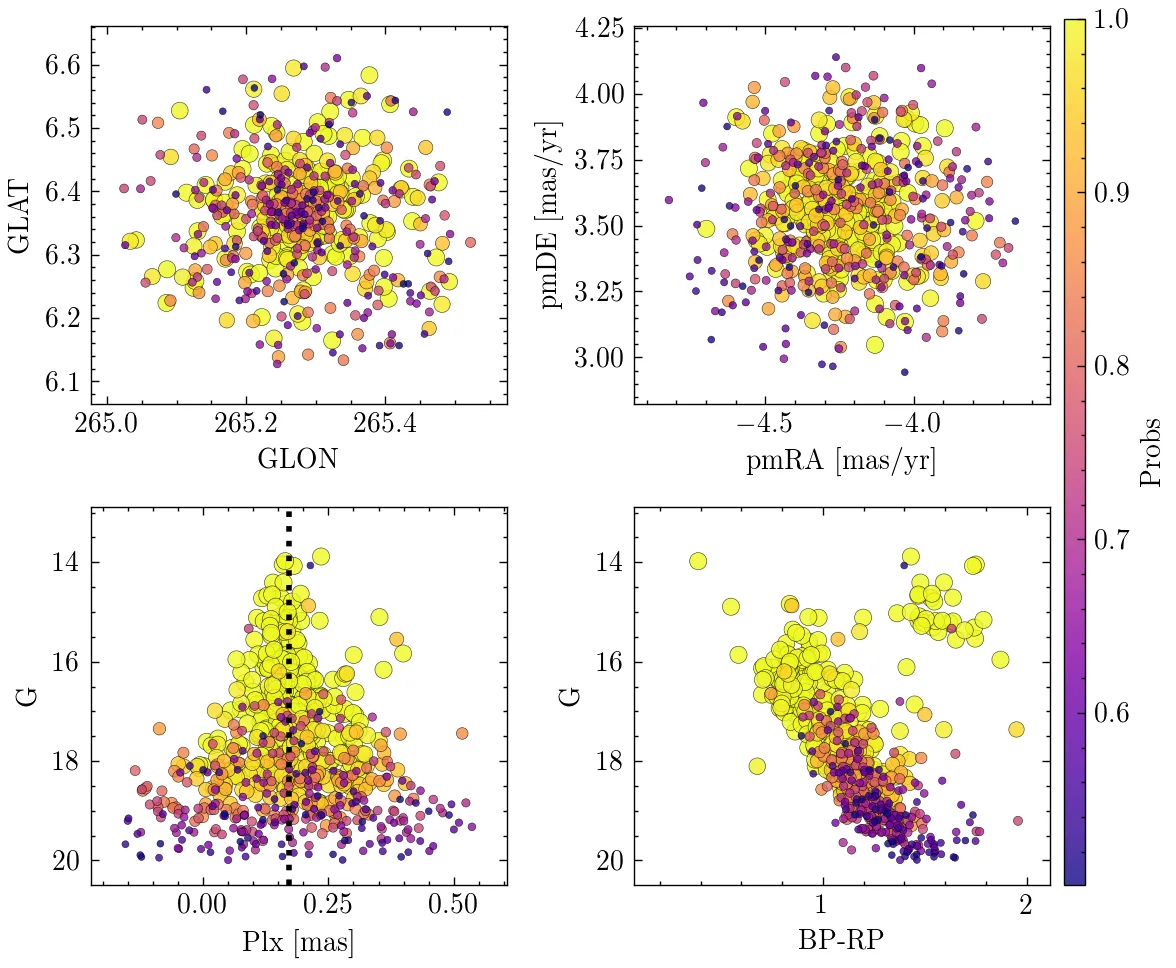 6.6
6.5
6.4
6.3
6.2
6.1
GLAT
265.0 265.2 265.4
GLON
4.25
4.00
3.75
3.50
3.25
3.00
pmDE [mas/yr]
−4.5 −4.0
pmRA [mas/yr]
14
16
18
20
G
0.00 0.25 0.50
Plx [mas]
14
16
18
20
G
1 2
BP-RP
1.0
0.9
0.8
0.7
0.6
Probs